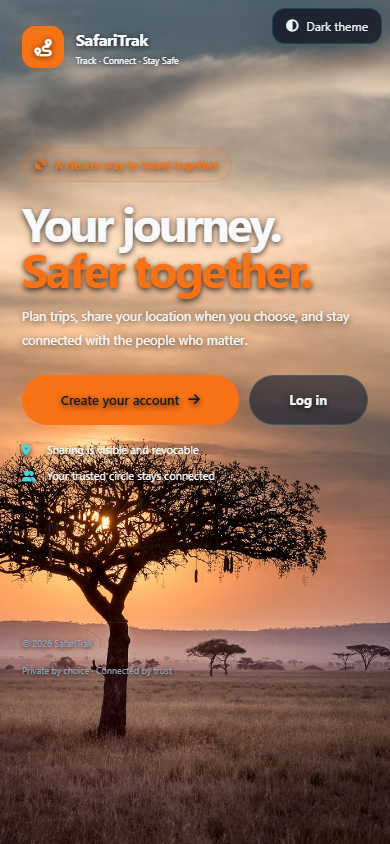 Dark theme
SafariTrak
Track · Connect · Stay Safe
A clearer way to travel together
Your journey.
Safer together.
Plan trips, share your location when you choose, and stay
connected with the people who matter.
Create your account
Log in
Sharing is visible and revocable
Your trusted circle stays connected
© 2026 SafariTrak
Private by choice · Connected by trust